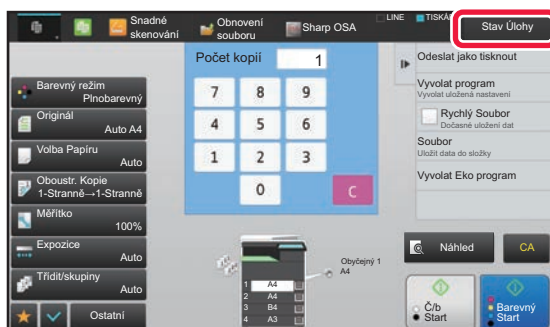 Snadné
skenování
Obnovení
souboru
Sharp OSA
LINE
TISKÁ
Stav Úlohy
Počet kopií
1
7
8
9
4
5
6
1
2
3
0
C
Barevný režim
Plnobarevný
Originál
Auto A4
Volba Papíru
Auto
Oboustr. Kopie
1-Stranně→1-Stranně
Měřítko
100%
Expozice
Auto
Třídit/skupiny
Auto
Ostatní
Obyčejný 1
A4
1 A4
2 A4
3 B4
4 A3
Odeslat jako tisknout
Vyvolat program
Vyvolat uložená nastavení
Rychlý Soubor
Dočasné uložení dat
Soubor
Uložit data do složky
Vyvolat Eko program
Náhled
CA
Č/b
Start
Barevný
Start